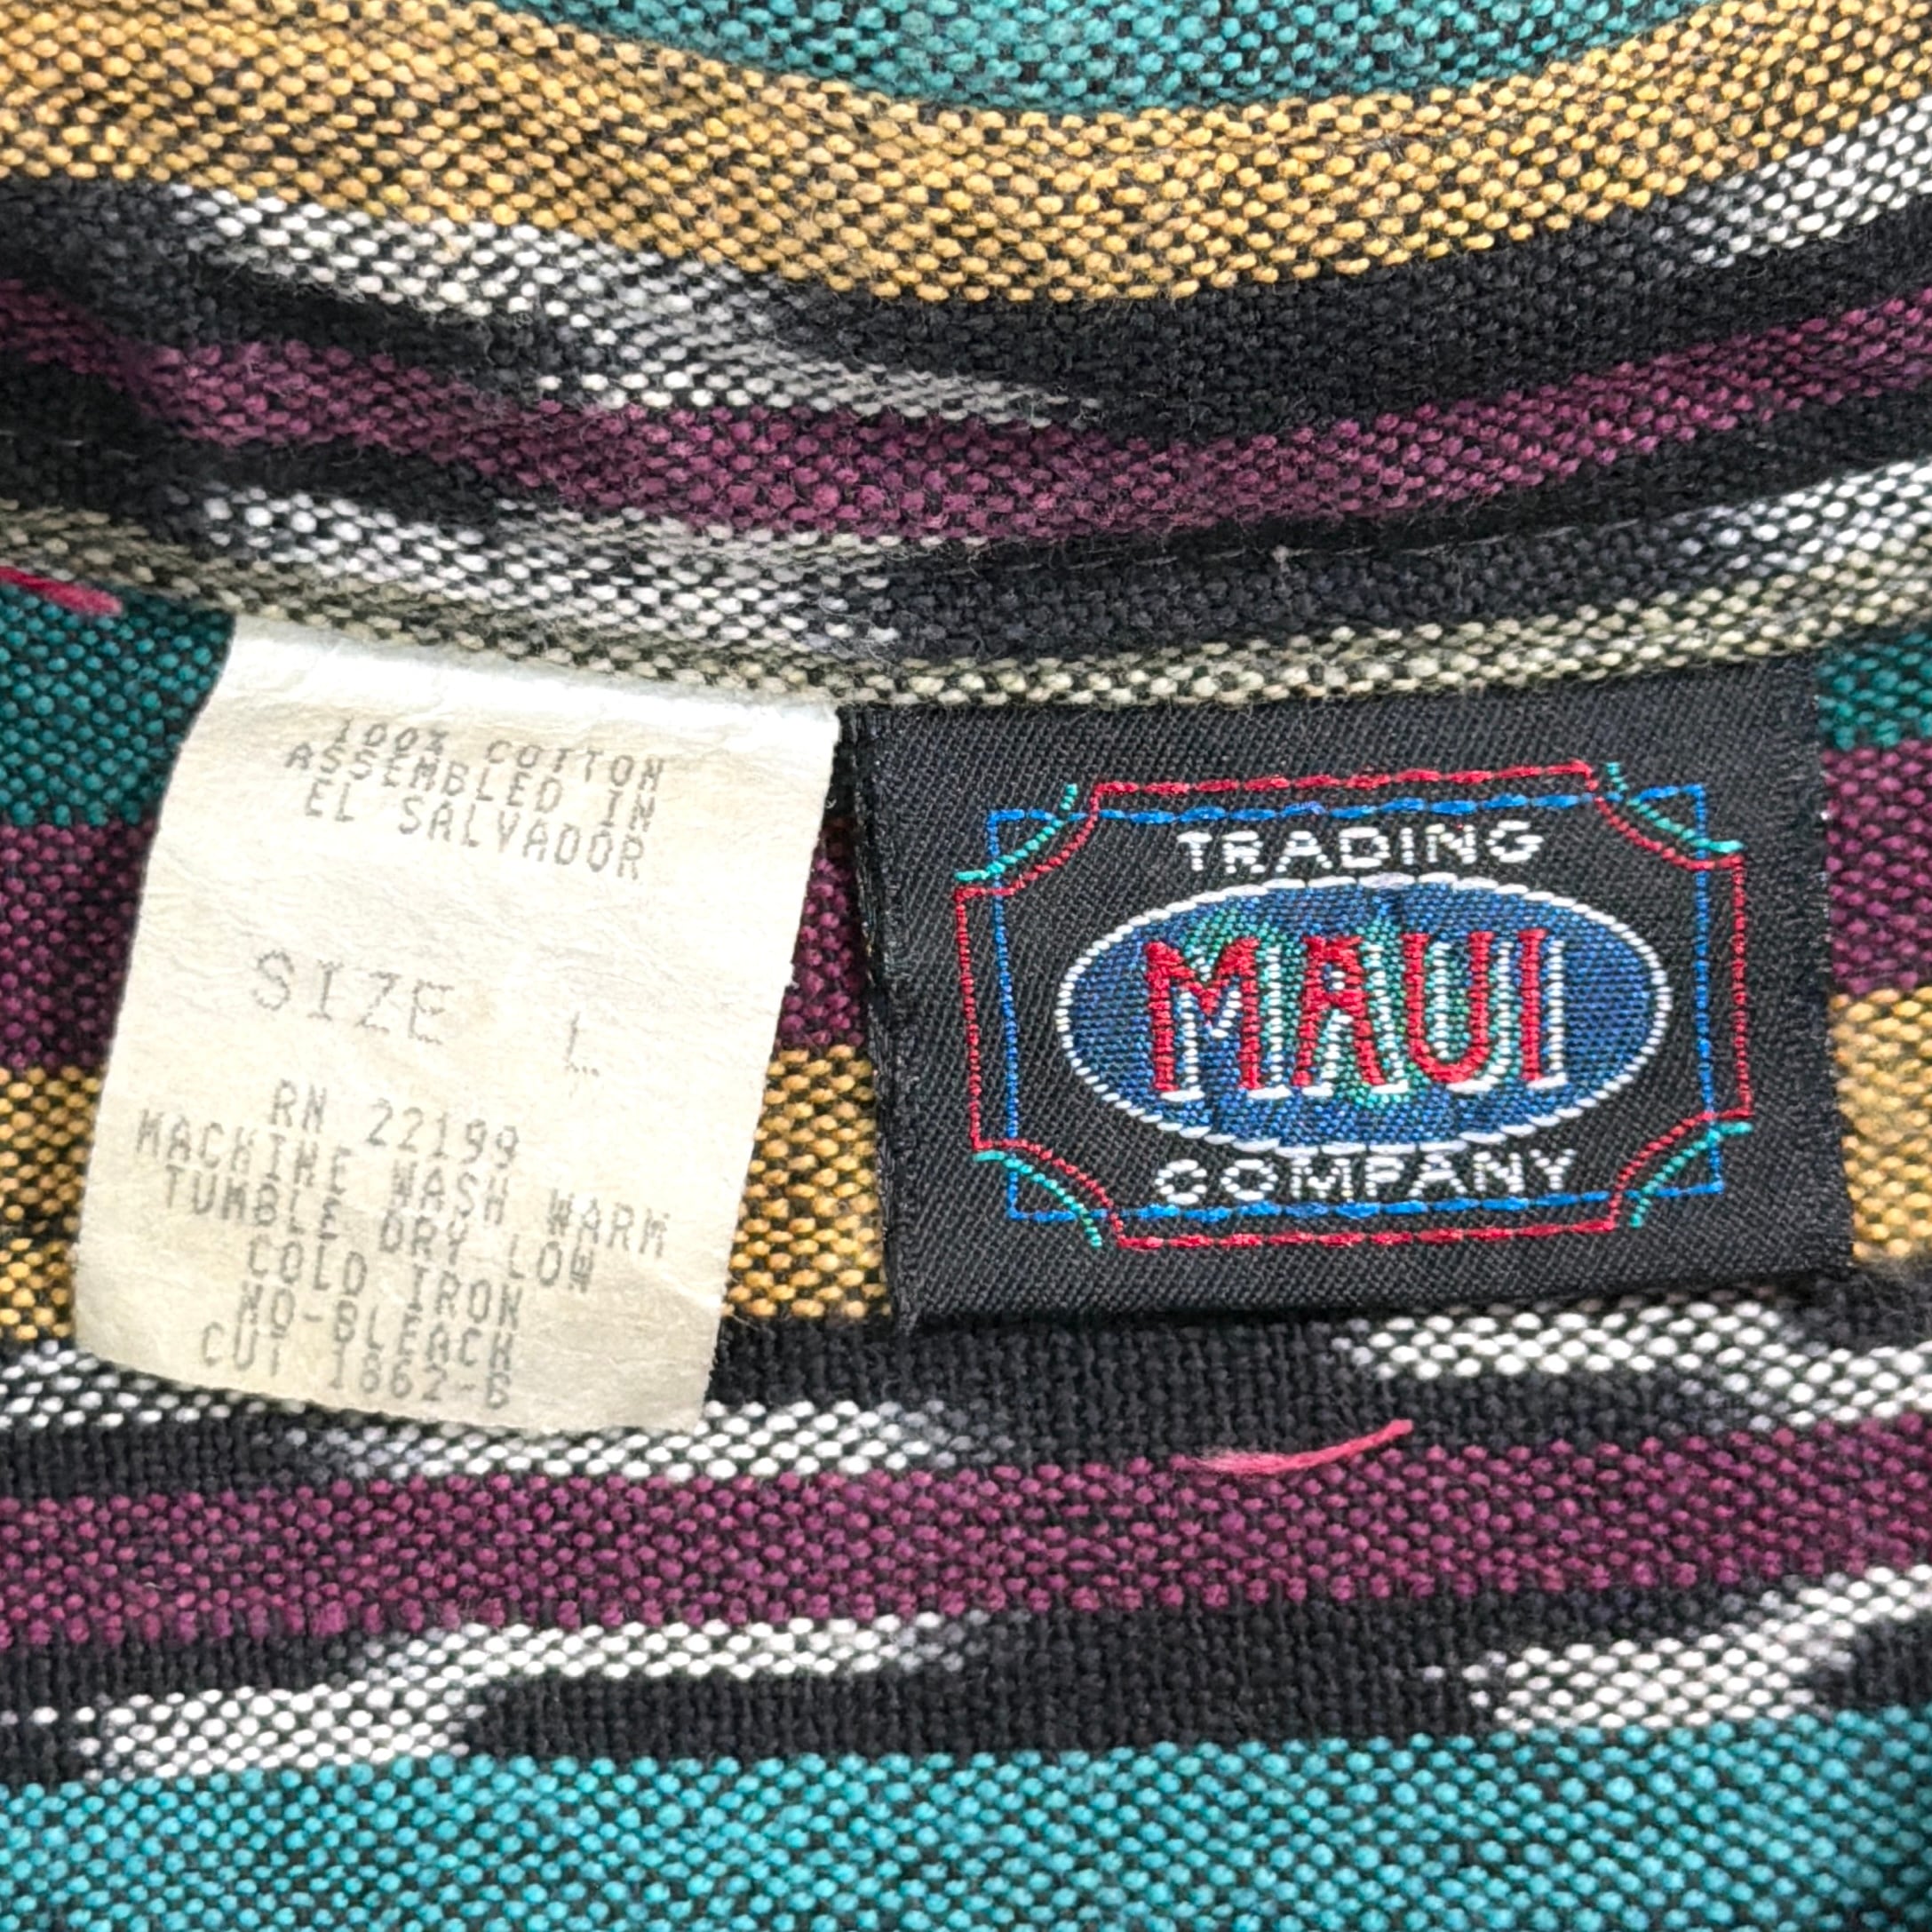 100% COTTON
ASSEMBLED IN
EL SALVADOR
SIZE L
RN 22199
MACHINE WASH WARM
TUMBLE DRY LOW
COLD IRON
NO-BLEACH
CUT 1862-6
TRADING
MAUI
COMPANY